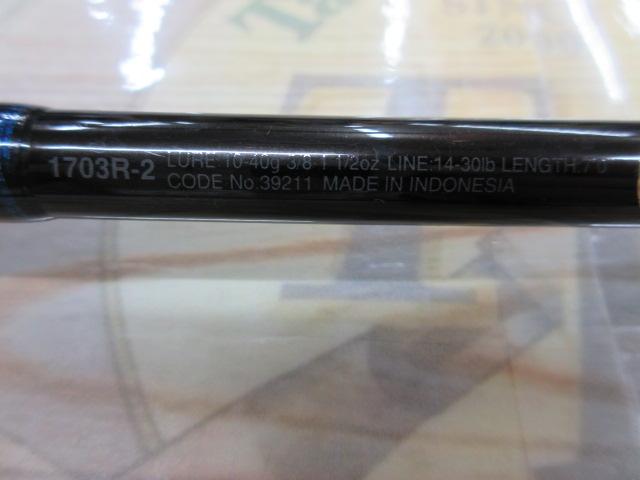 1703R-2 LURE:10-40g 3/8-1 1/2oz LINE:14-30lb
CODE No.39211 MADE IN INDONESIA